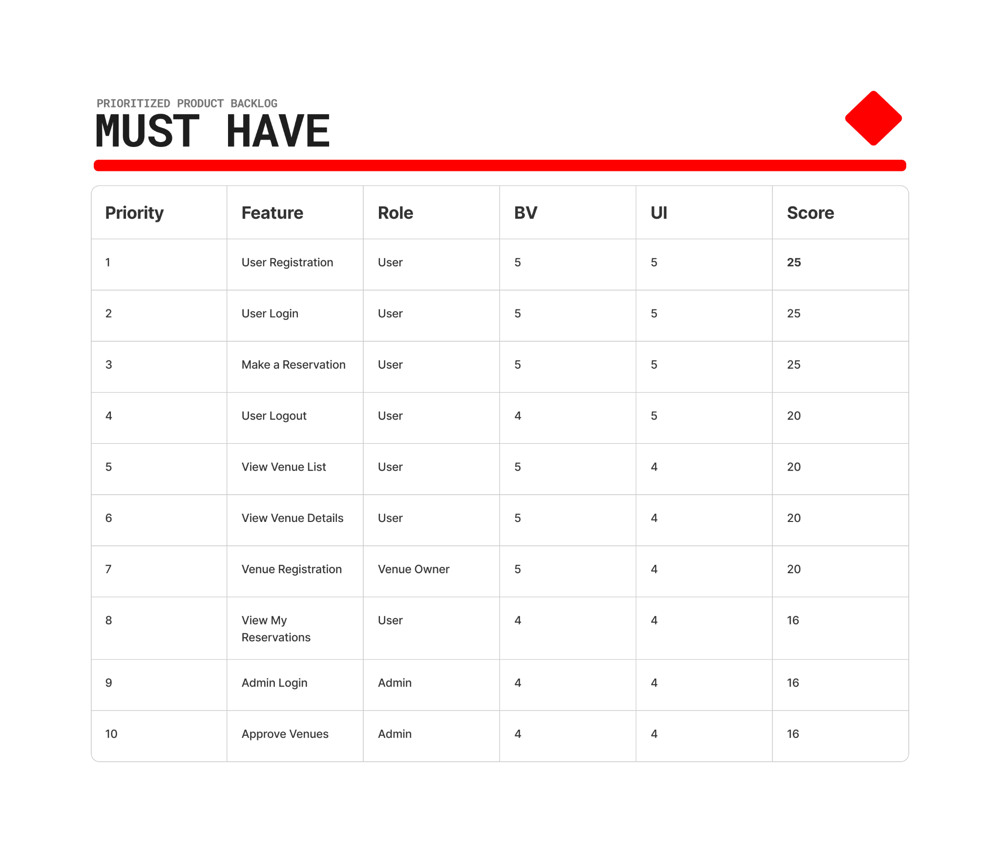 PRIORITIZED PRODUCT BACKLOG
MUST HAVE
Priority Feature Role BV UI Score
1 User Registration User 5 5 25
2 User Login User 5 5 25
3 Make a Reservation User 5 5 25
4 User Logout User 4 5 20
5 View Venue List User 5 4 20
6 View Venue Details User 5 4 20
7 Venue Registration Venue Owner 5 4 20
8 View My User 4 4 16
Reservations
9 Admin Login Admin 4 4 16
10 Approve Venues Admin 4 4 16